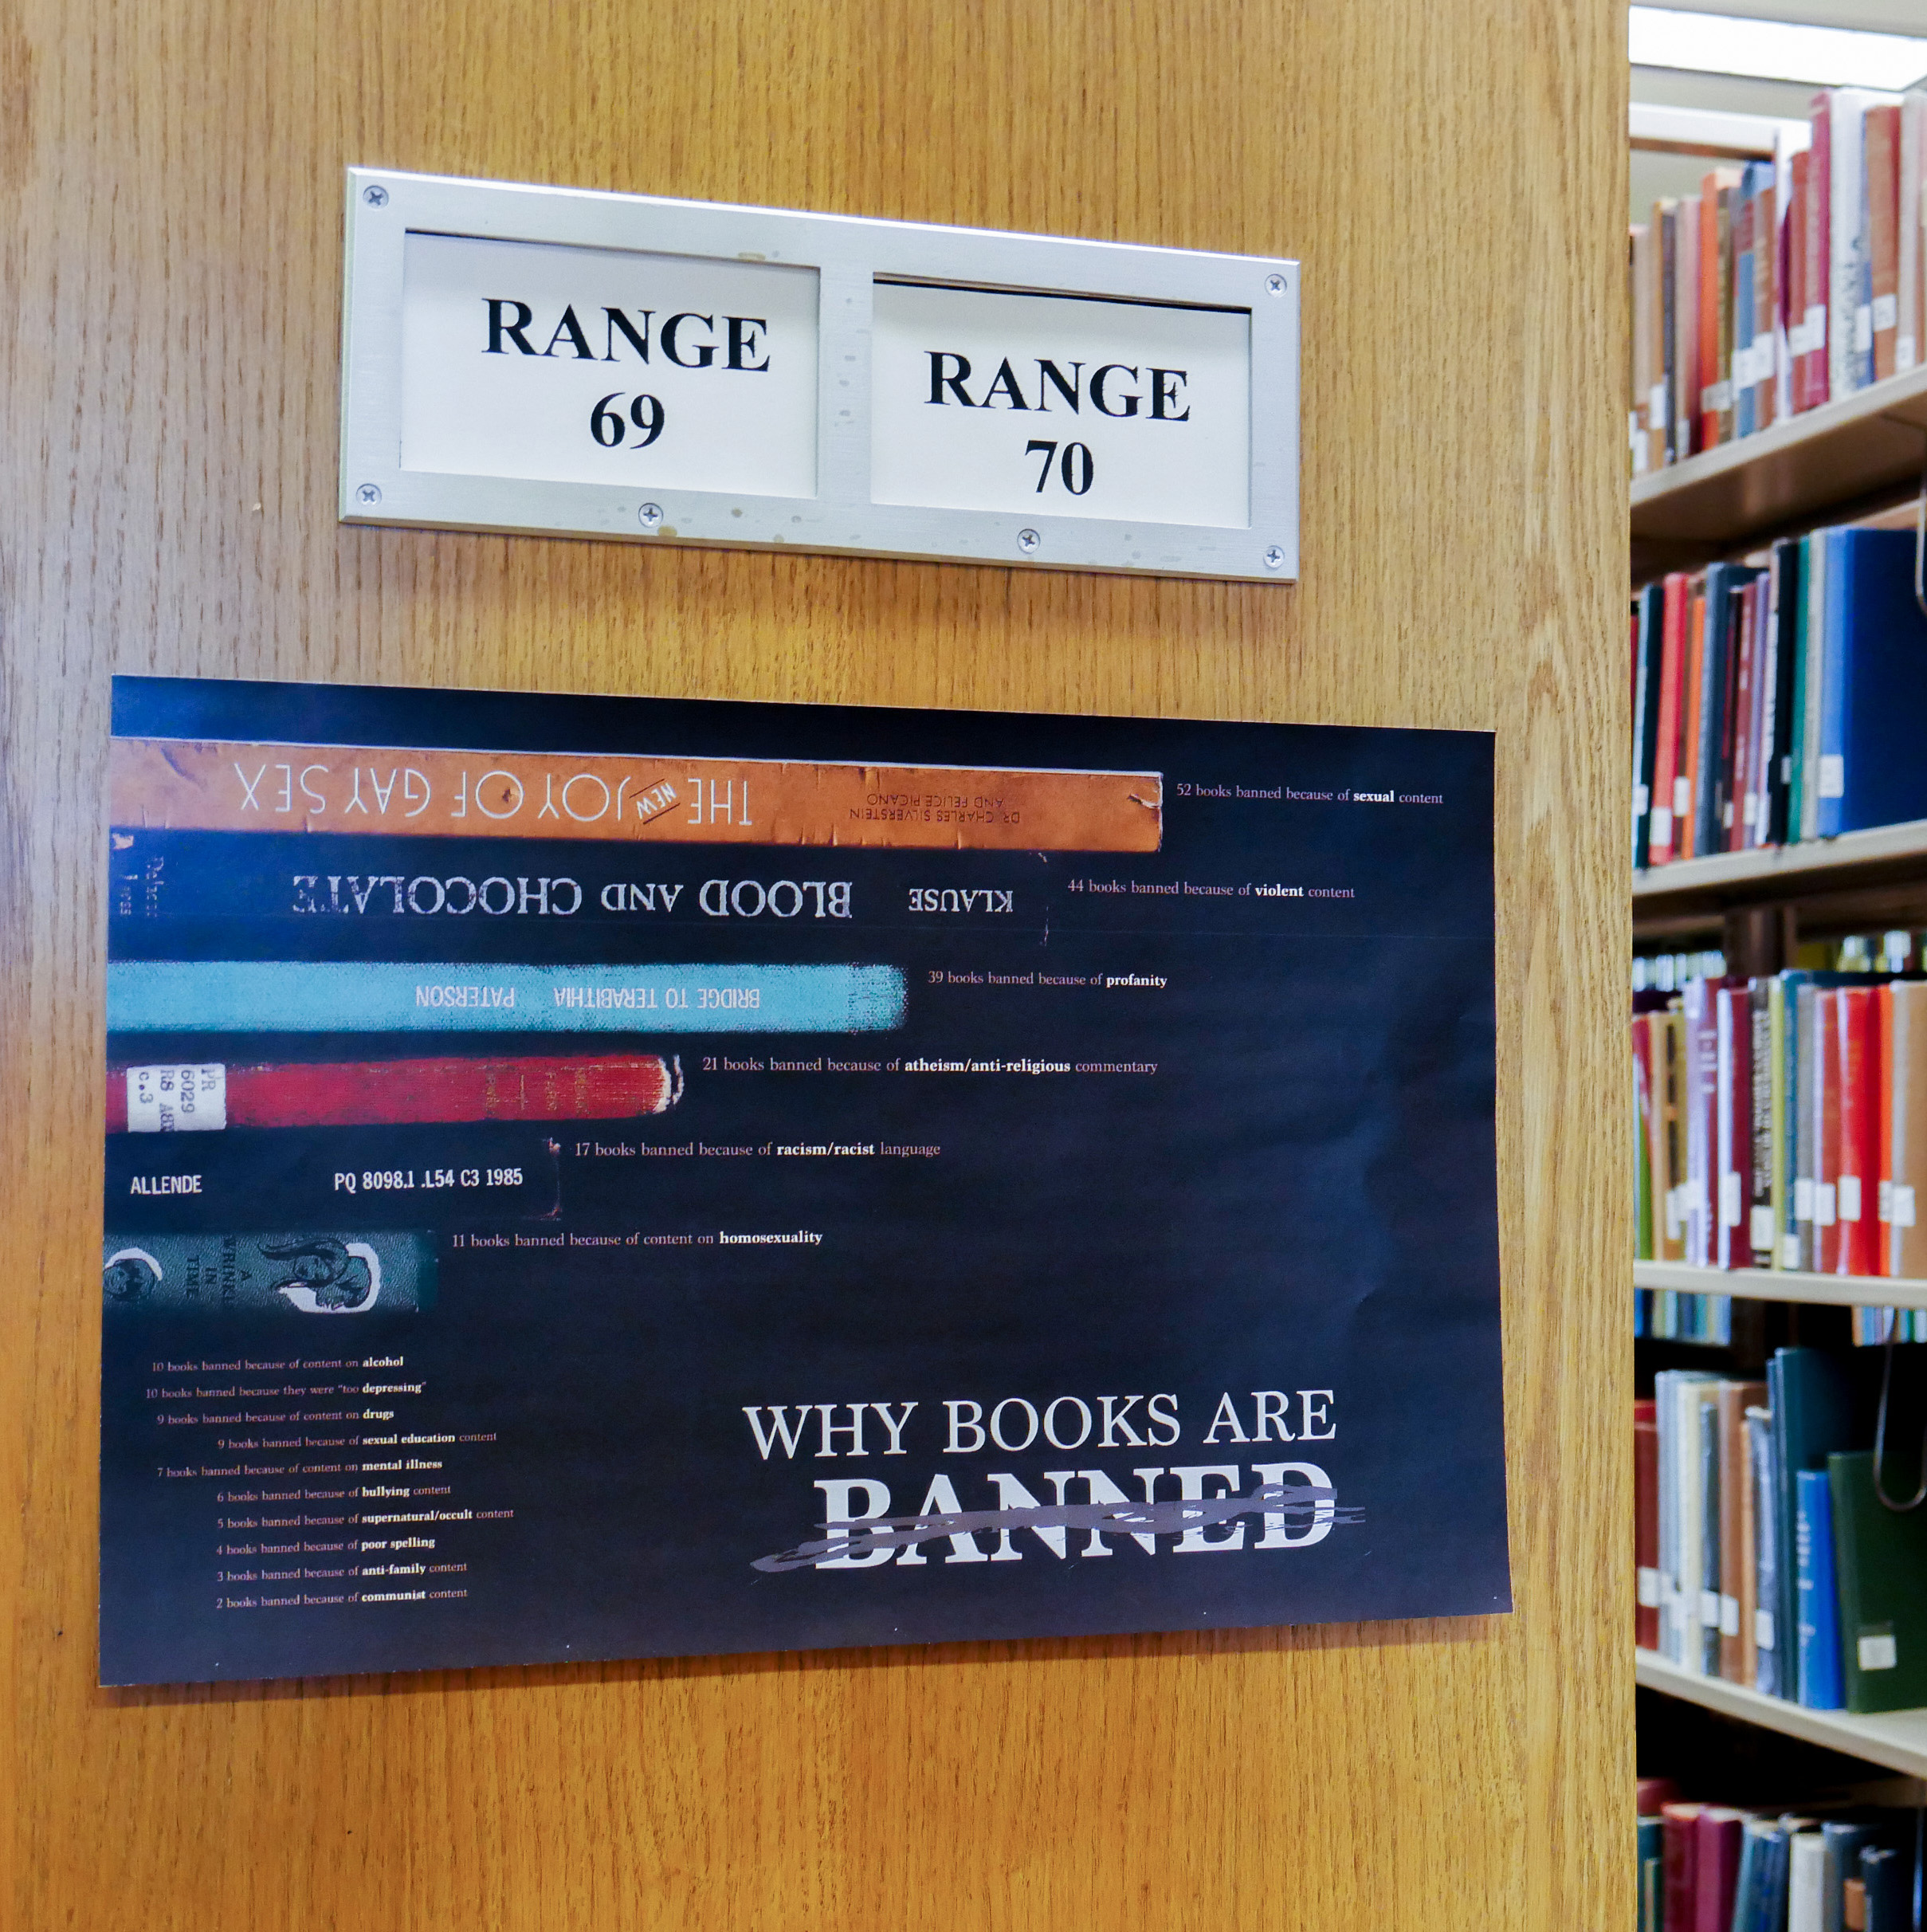 RANGE
69
RANGE
70
THE NEW JOY OF GAY SEX
DR. CHARLES SILVERSTEIN
AND FELICE PICANO
52 books banned because of sexual content
BLOOD AND CHOCOLATE KLAUSE
44 books banned because of violent content
BRIDGE TO TERABITHIA PATERSON
39 books banned because of profanity
PR
6029
R8
c.3
21 books banned because of atheism/anti-religious commentary
17 books banned because of racism/racist language
ALLENDE PQ 8098.1 .L54 C3 1985
11 books banned because of content on homosexuality
A
IN
TIME
10 books banned because of content on alcohol
10 books banned because they were "too depressing"
9 books banned because of content on drugs
9 books banned because of sexual education content
7 books banned because of content on mental illness
6 books banned because of bullying content
5 books banned because of supernatural/occult content
4 books banned because of poor spelling
3 books banned because of anti-family content
2 books banned because of communist content
WHY BOOKS ARE
BANNED